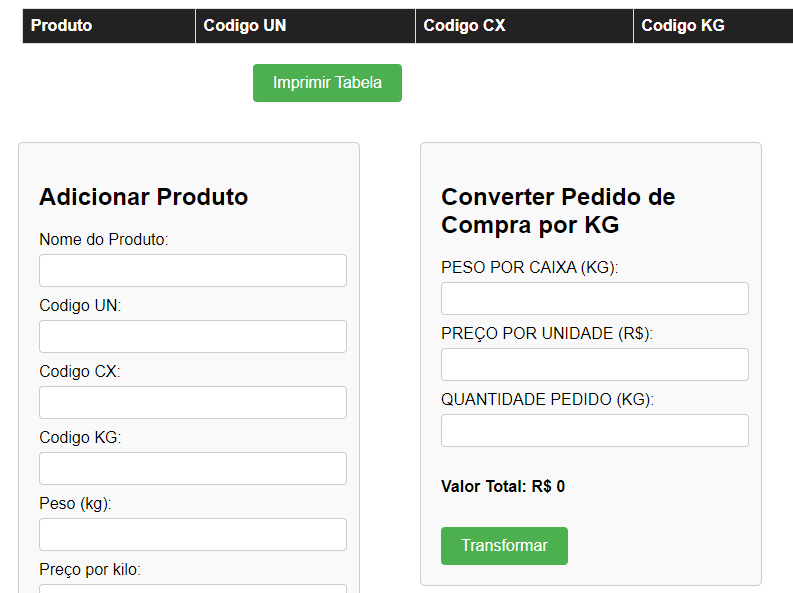 Produto Codigo UN Codigo CX Codigo KG
Imprimir Tabela
Adicionar Produto
Nome do Produto:
Codigo UN:
Codigo CX:
Codigo KG:
Peso (kg):
Preço por kilo:
Converter Pedido de
Compra por KG
PESO POR CAIXA (KG):
PREÇO POR UNIDADE (R$):
QUANTIDADE PEDIDO (KG):
Valor Total: R$ 0
Transformar